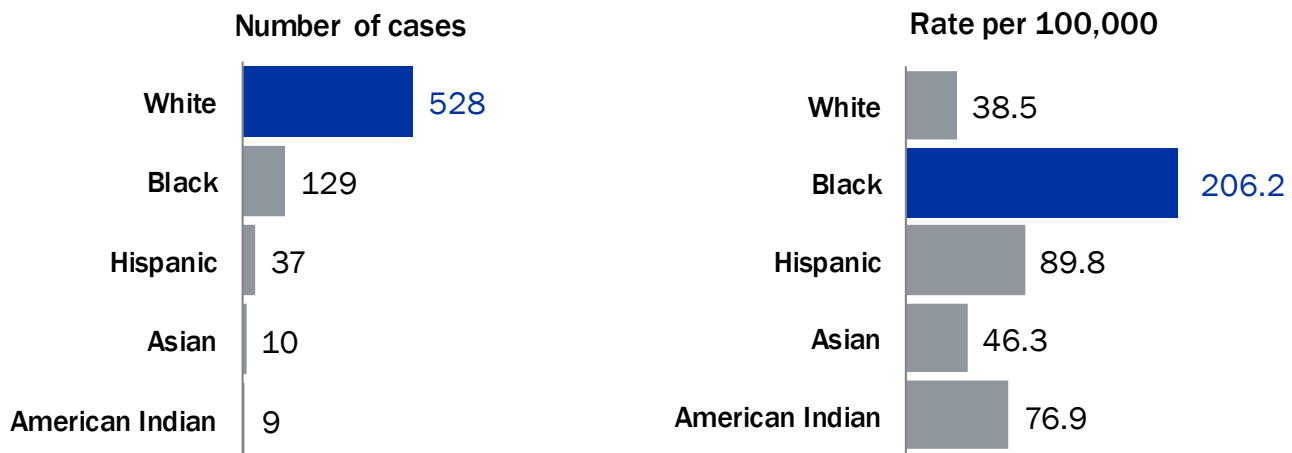 Number of cases
White 528
Black 129
Hispanic 37
Asian 10
American Indian 9
Rate per 100,000
White 38.5
Black 206.2
Hispanic 89.8
Asian 46.3
American Indian 76.9